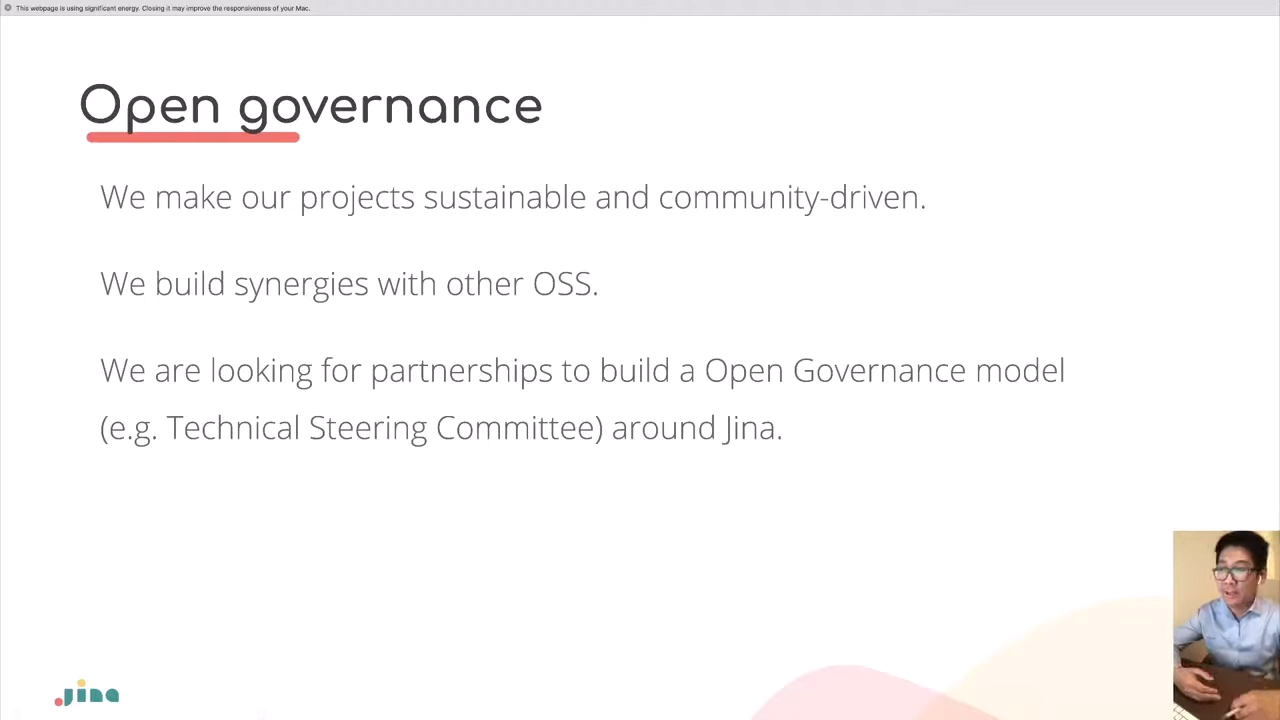 This webpage is using significant energy. Closing it may improve the responsiveness of your Mac.
Open governance
We make our projects sustainable and community-driven.
We build synergies with other OSS.
We are looking for partnerships to build a Open Governance model
(e.g. Technical Steering Committee) around Jina.
jina